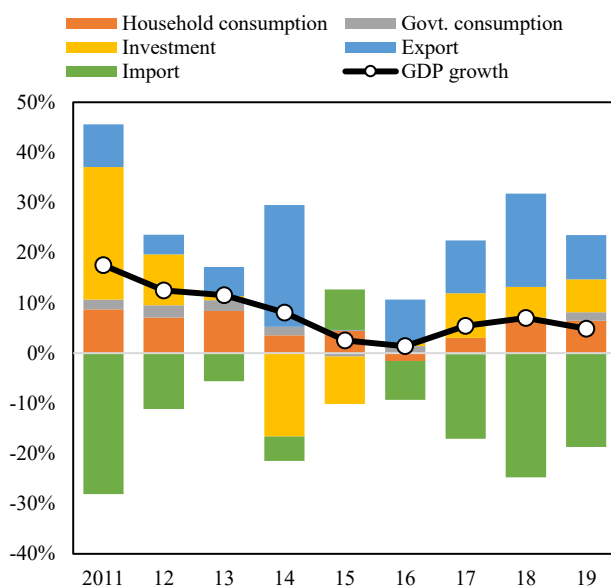 Household consumption
Govt. consumption
Investment
Export
Import
GDP growth
50%
40%
30%
20%
10%
0%
-10%
-20%
-30%
-40%
2011 12 13 14 15 16 17 18 19